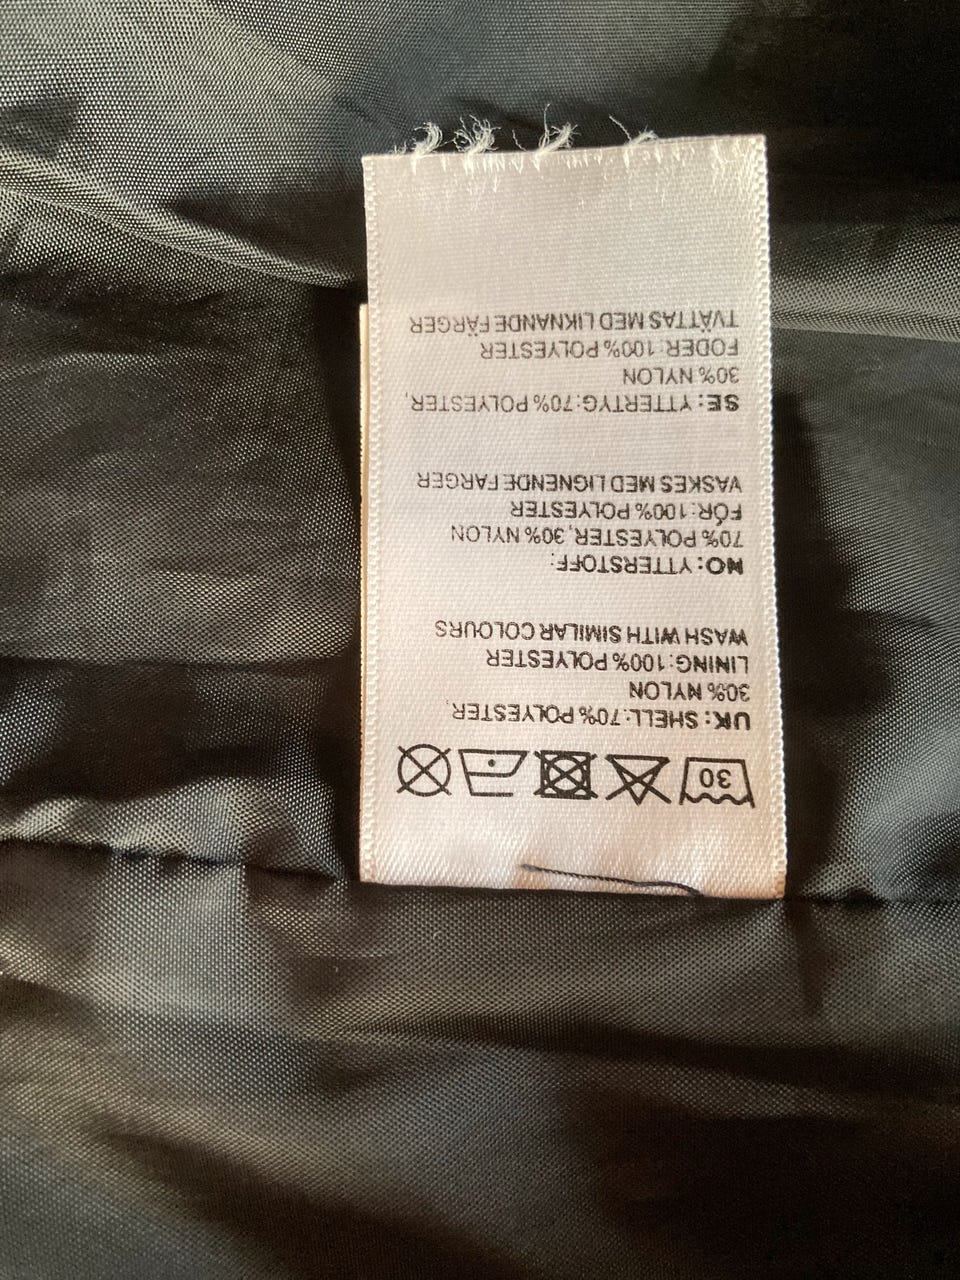 30
UK: SHELL:70% POLYESTER,
30% NYLON
LINING:100% POLYESTER
WASH WITH SIMILAR COLOURS
NO: YTTERSTOFF:
70% POLYESTER, 30% NYLON
FÓR:100% POLYESTER
VASKES MED LIGNENDE FARGER
SE: YTTERTYG:70% POLYESTER,
30% NYLON
FODER:100% POLYESTER
TVÄTTAS MED LIKNANDE FÄRGER